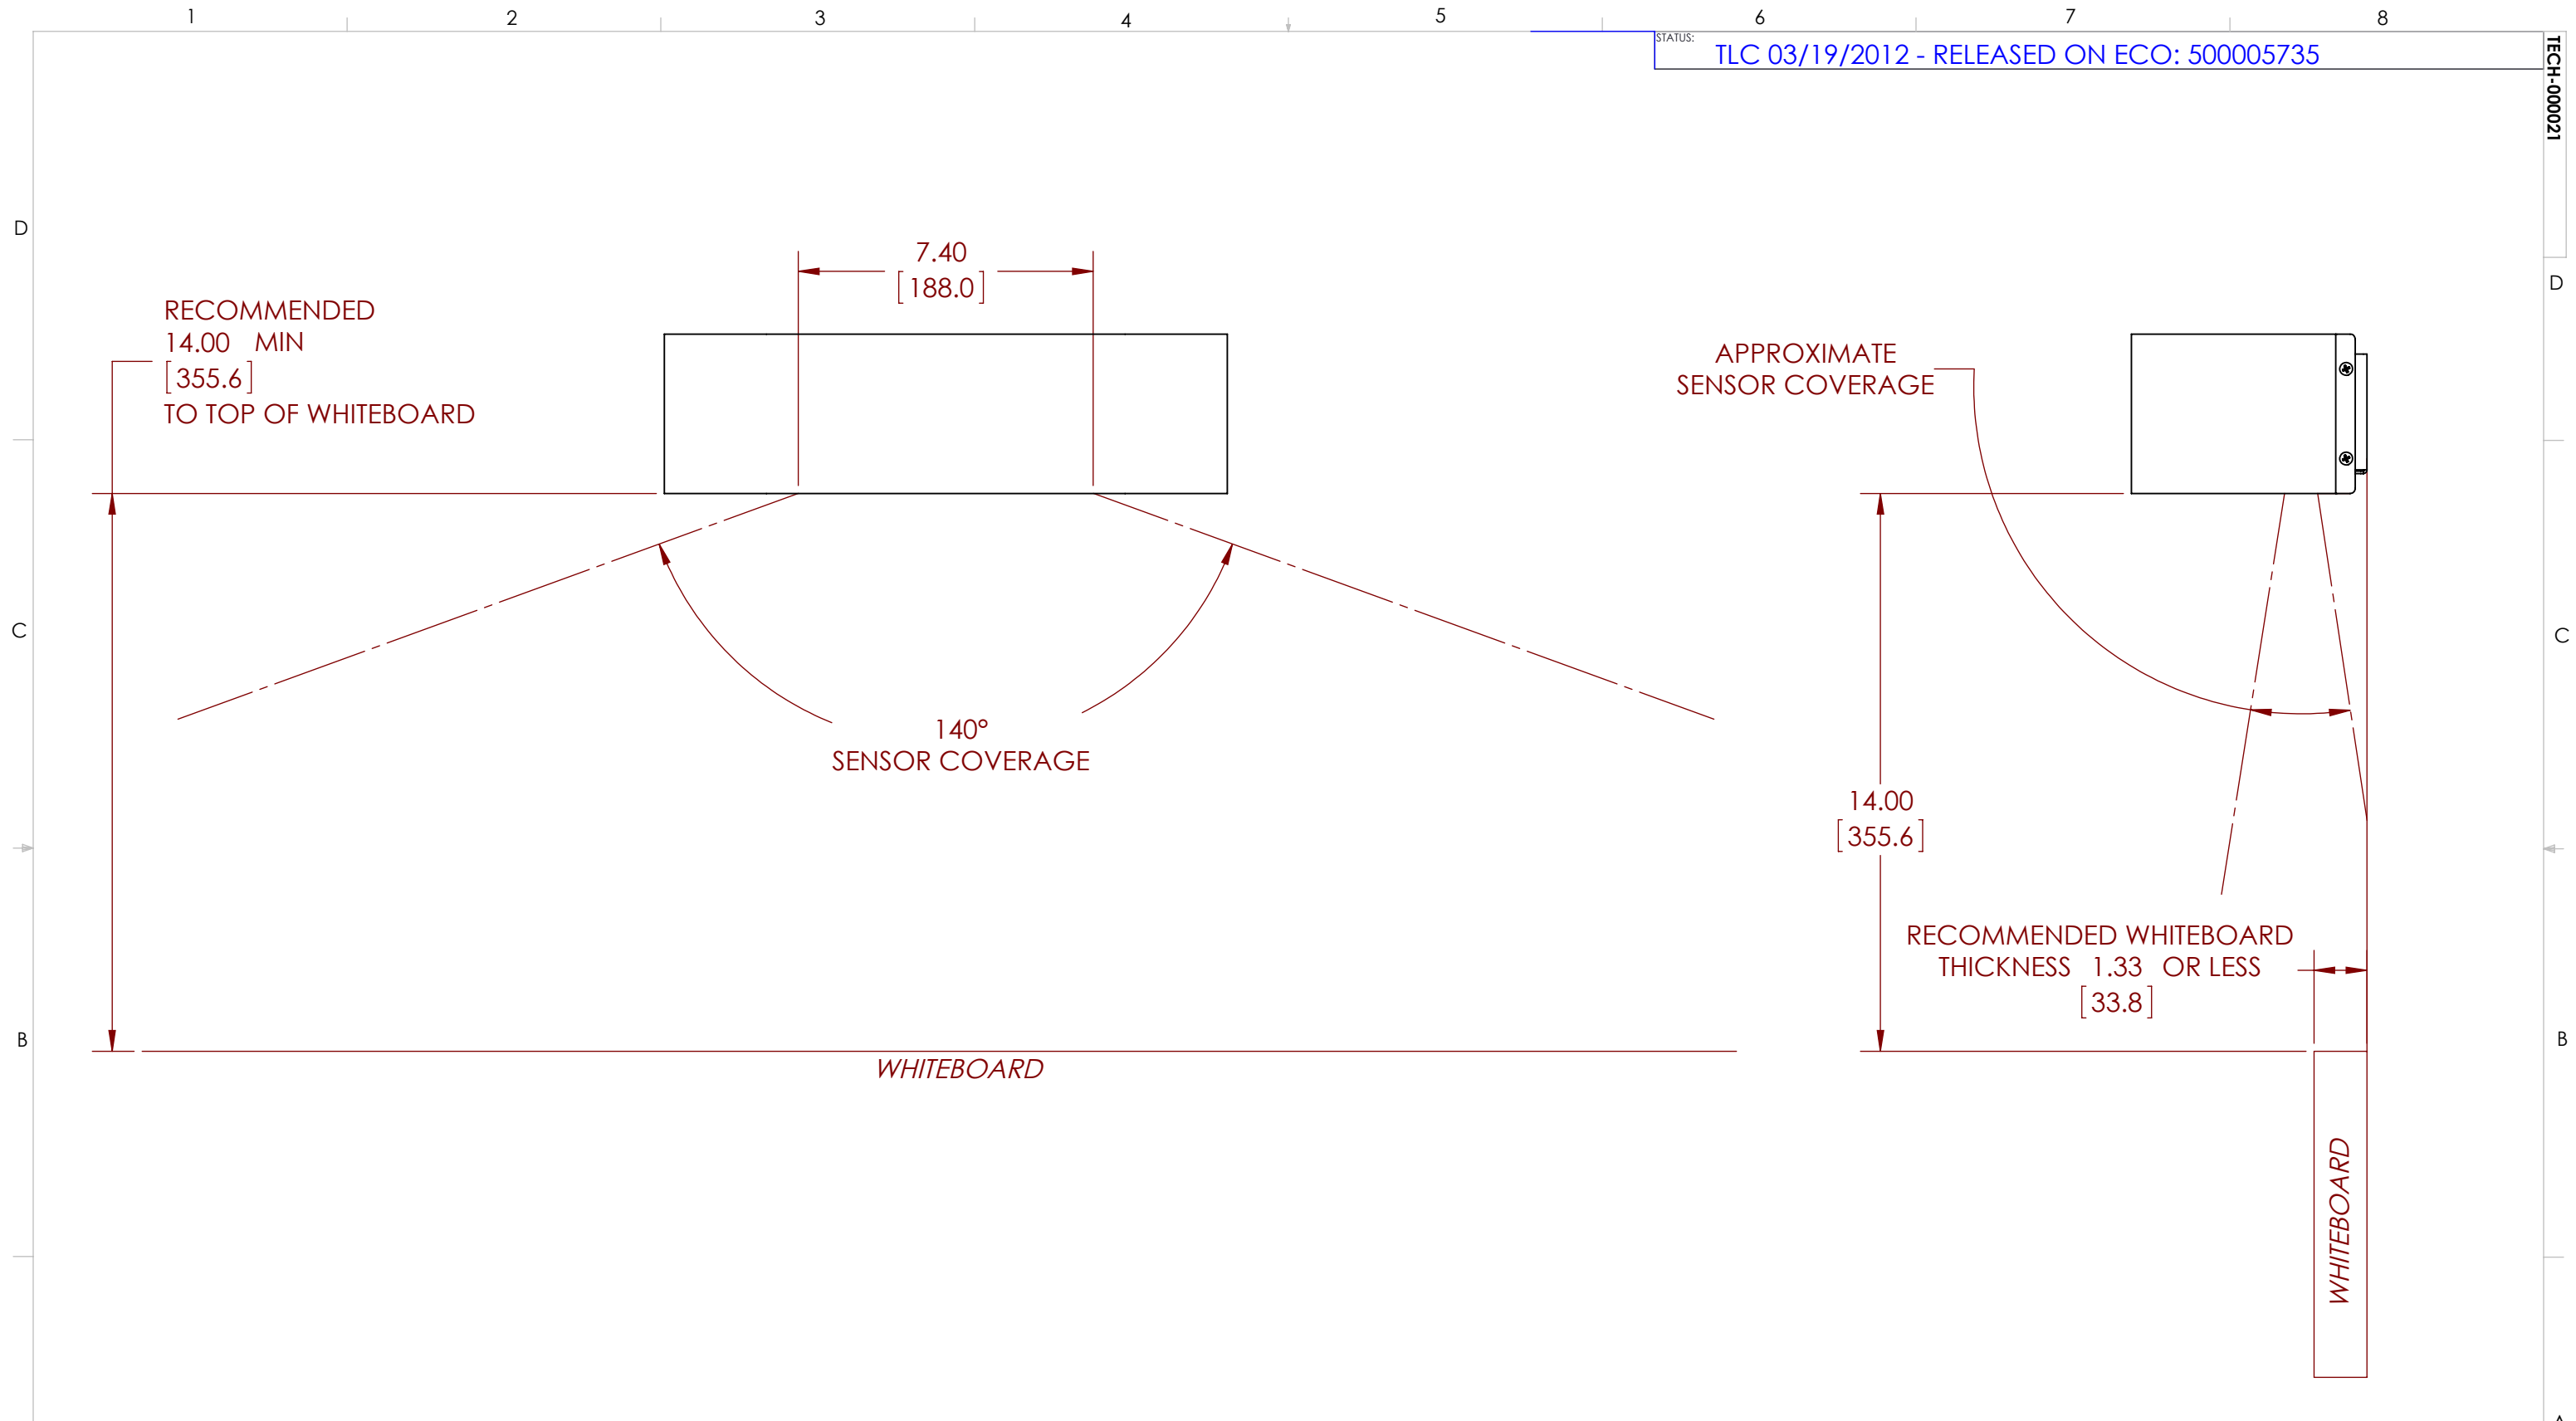 1 2 3 4 5 6 7 8
STATUS:
TLC 03/19/2012 - RELEASED ON ECO: 500005735
TECH-000021
D
D
7.40
[188.0]
RECOMMENDED
14.00 MIN
[355.6]
TO TOP OF WHITEBOARD
APPROXIMATE
SENSOR COVERAGE
C
C
140°
SENSOR COVERAGE
14.00
[355.6]
RECOMMENDED WHITEBOARD
THICKNESS 1.33 OR LESS
[33.8]
B
B
WHITEBOARD
WHITEBOARD